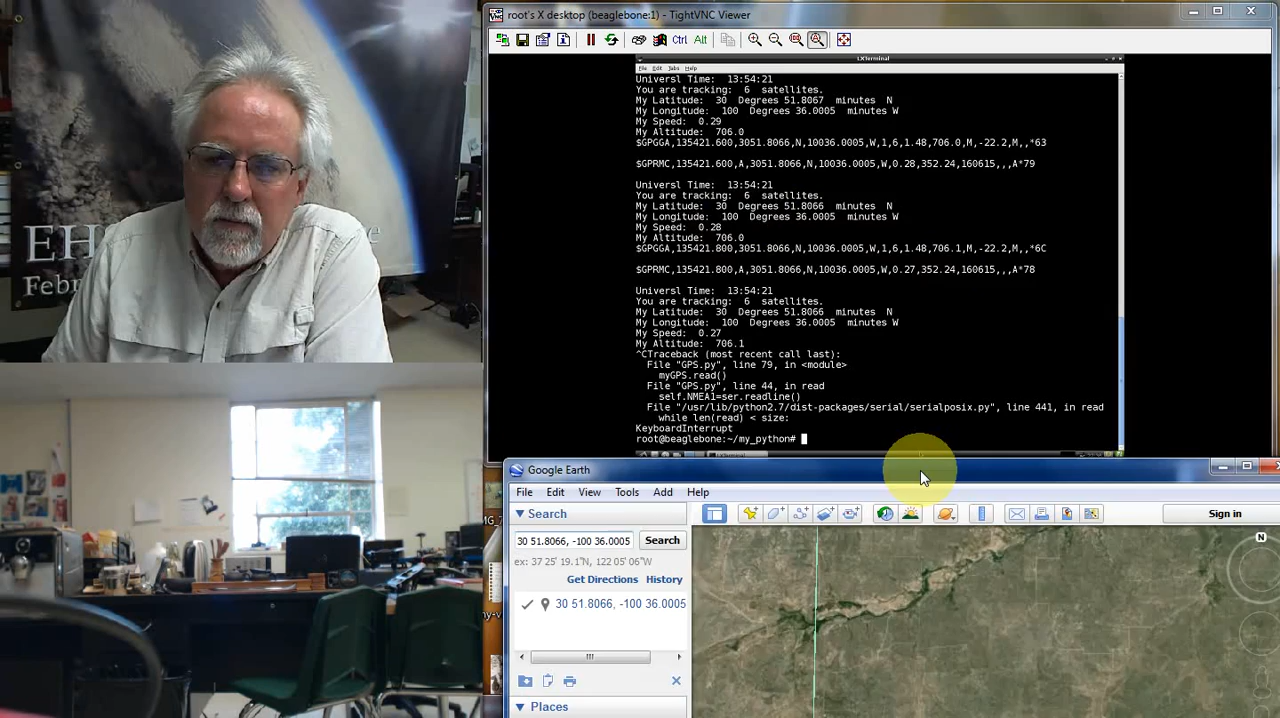 root's X desktop (beaglebone:1) - TightVNC Viewer
Ctrl Alt
LXTerminal
File Edit Tabs Help
Universl Time: 13:54:21
You are tracking: 6 satellites.
My Latitude: 30 Degrees 51.8067 minutes N
My Longitude: 100 Degrees 36.0005 minutes W
My Speed: 0.29
My Altitude: 706.0
$GPGGA,135421.600,3051.8066,N,10036.0005,W,1,6,1.48,706.0,M,-22.2,M,,*63
$GPRMC,135421.600,A,3051.8066,N,10036.0005,W,0.28,352.24,160615,,,A*79
Universl Time: 13:54:21
You are tracking: 6 satellites.
My Latitude: 30 Degrees 51.8066 minutes N
My Longitude: 100 Degrees 36.0005 minutes W
My Speed: 0.28
My Altitude: 706.0
$GPGGA,135421.800,3051.8066,N,10036.0005,W,1,6,1.48,706.1,M,-22.2,M,,*6C
$GPRMC,135421.800,A,3051.8066,N,10036.0005,W,0.27,352.24,160615,,,A*78
Universl Time: 13:54:21
You are tracking: 6 satellites.
My Latitude: 30 Degrees 51.8066 minutes N
My Longitude: 100 Degrees 36.0005 minutes W
My Speed: 0.27
My Altitude: 706.1
^CTraceback (most recent call last):
File "GPS.py", line 79, in <module>
myGPS.read()
File "GPS.py", line 44, in read
self.NMEA1=ser.readline()
File "/usr/lib/python2.7/dist-packages/serial/serialposix.py", line 441, in read
while len(read) < size:
KeyboardInterrupt
root@beaglebone:~/my_python#
EH
Febr
Google Earth
File Edit View Tools Add Help
Search
Sign in
30 51.8066, -100 36.0005 Search
ex: 37 25' 19.1"N, 122 05' 06"W
Get Directions History
30 51.8066, -100 36.0005
Places
N